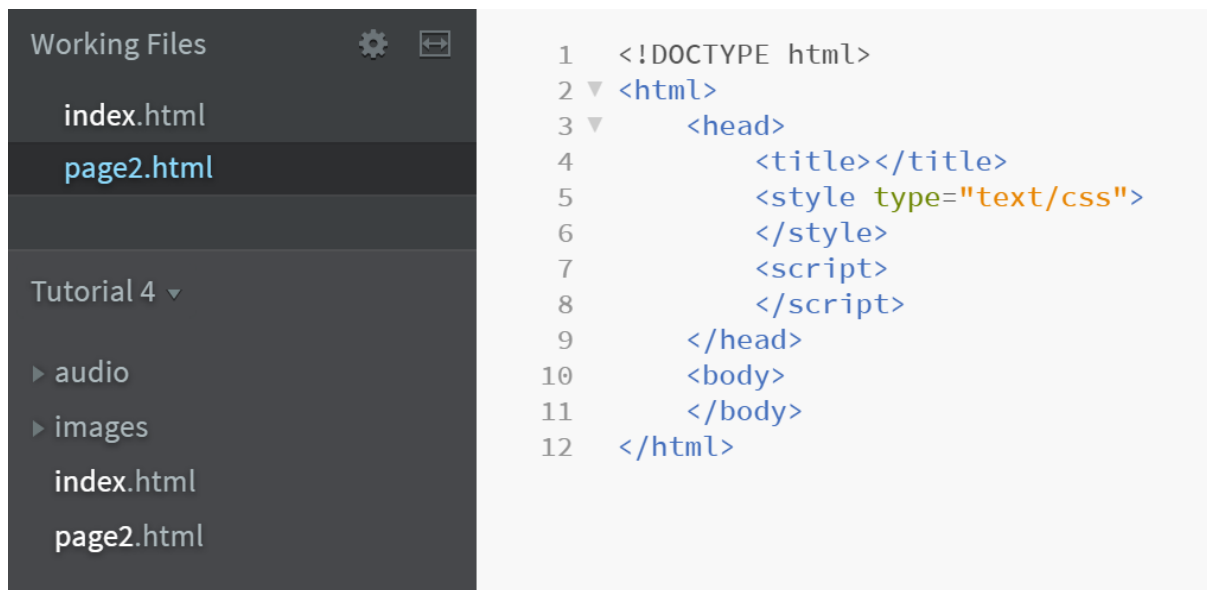 Working Files
index.html
page2.html
Tutorial 4
audio
images
index.html
page2.html
1 <!DOCTYPE html>
2 <html>
3 <head>
4 <title></title>
5 <style type="text/css">
6 </style>
7 <script>
8 </script>
9 </head>
10 <body>
11 </body>
12 </html>